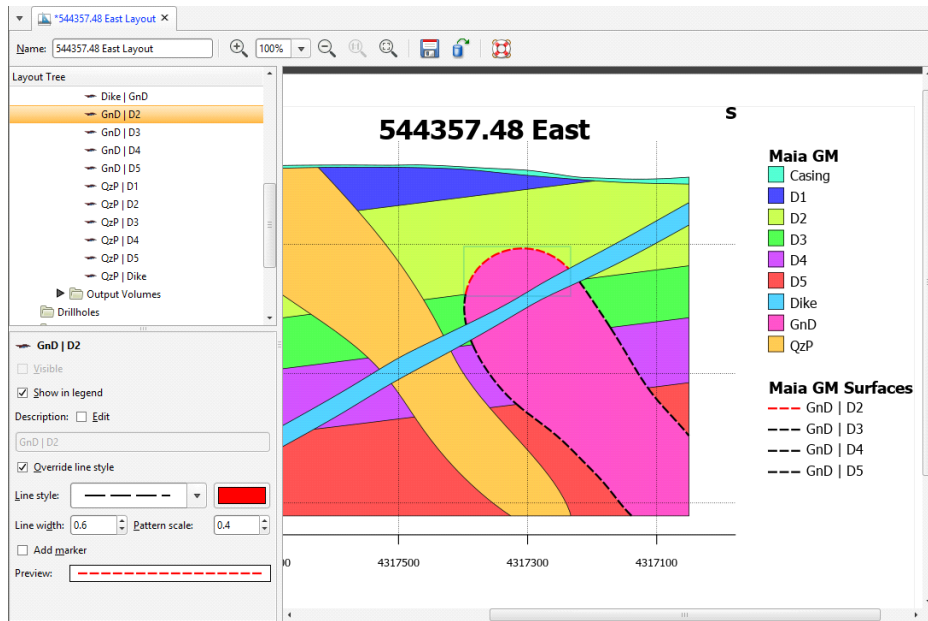 *544357.48 East Layout
Name: 544357.48 East Layout 100%
Layout Tree
Dike | GnD
GnD | D2
GnD | D3
GnD | D4
GnD | D5
QzP | D1
QzP | D2
QzP | D3
QzP | D4
QzP | D5
QzP | Dike
Output Volumes
Drillholes
GnD | D2
Visible
Show in legend
Description: Edit
GnD | D2
Override line style
Line style:
Line width: 0.6 Pattern scale: 0.4
Add marker
Preview:
S
544357.48 East
Maia GM
Casing
D1
D2
D3
D4
D5
Dike
GnD
QzP
Maia GM Surfaces
GnD | D2
GnD | D3
GnD | D4
GnD | D5
4317500 4317300 4317100